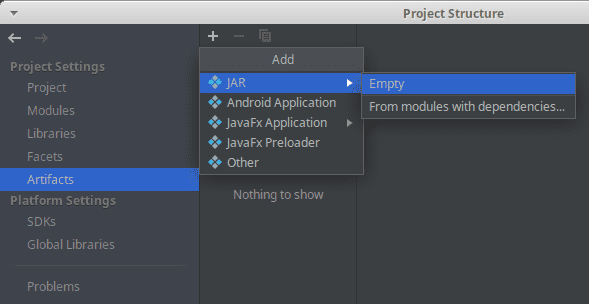 Project Structure
Project Settings
Project
Modules
Libraries
Facets
Artifacts
Platform Settings
SDKs
Global Libraries
Problems
Add
JAR
Android Application
JavaFx Application
JavaFx Preloader
Other
Nothing to show
Empty
From modules with dependencies...